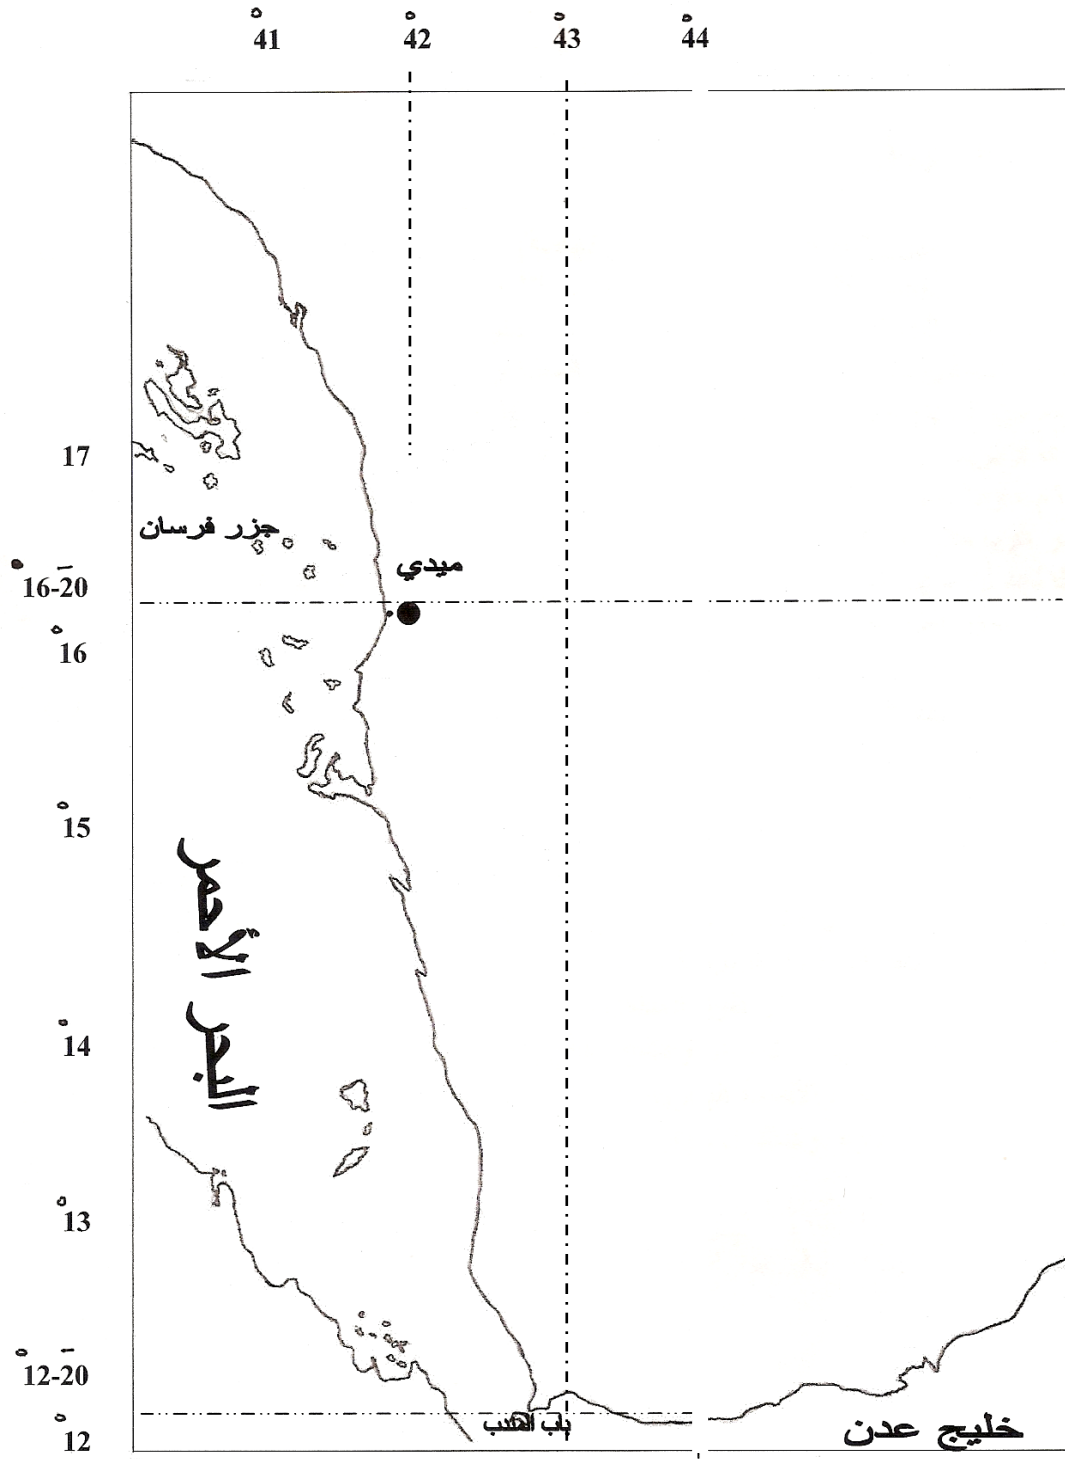 41 42 43 44
17
جزر فرسان
ميدي
16-20
16
15
البحر الأحمر
14
13
12-20
باب المندب
خليج عدن
12